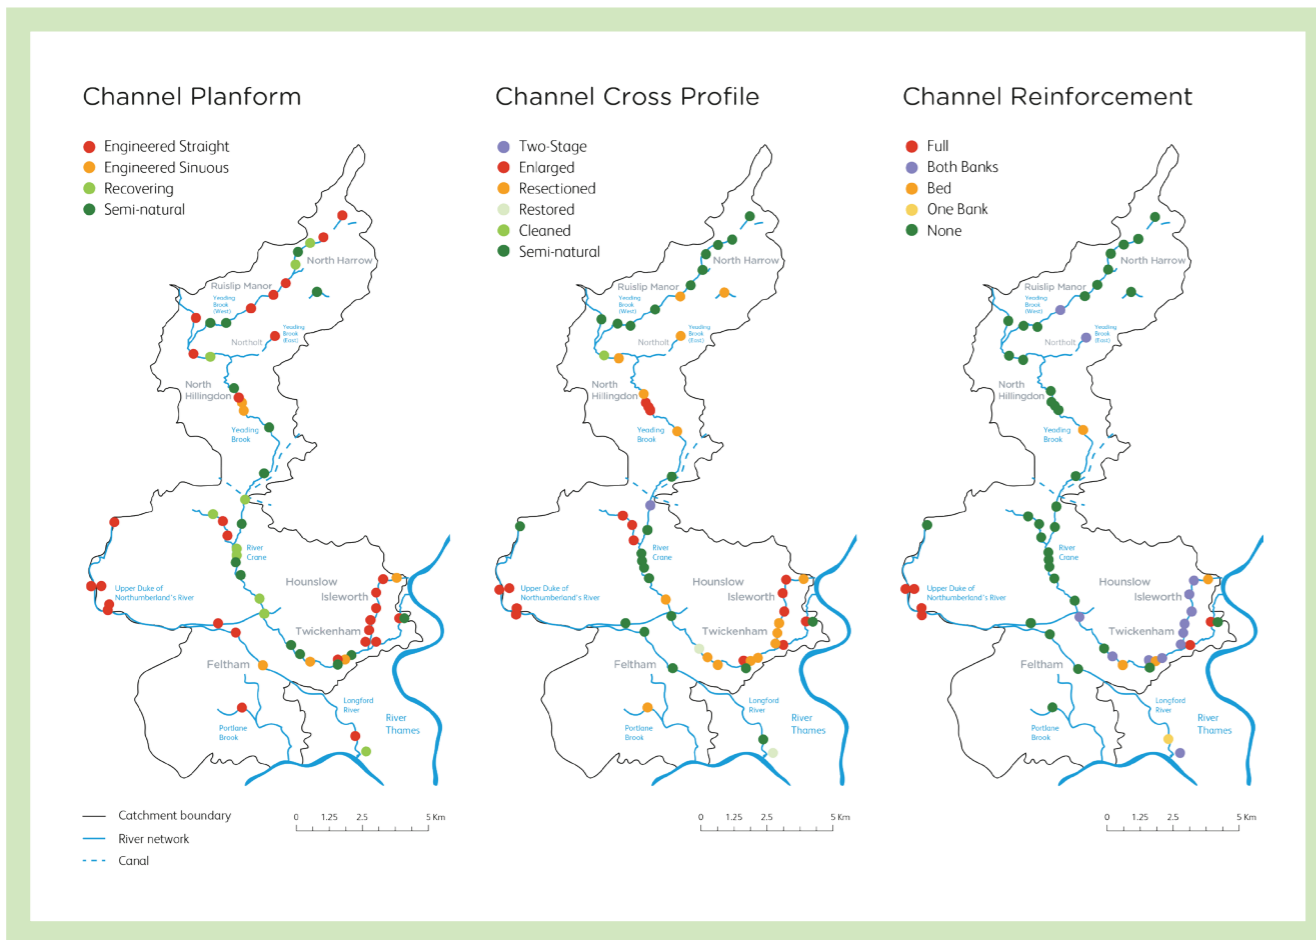 Channel Planform
Engineered Straight
Engineered Sinuous
Recovering
Semi-natural
North Harrow
Ruislip Manor
Yeading
Brook
(West)
Yeading
Brook
(East)
Northolt
North
Hillingdon
Yeading
Brook
River
Crane
Upper Duke of
Northumberland's River
Hounslow
Isleworth
Twickenham
Feltham
Longford
River
Portlane
Brook
River
Thames
Catchment boundary
River network
Canal
0 1.25 2.5 5 Km
Channel Cross Profile
Two-Stage
Enlarged
Resectioned
Restored
Cleaned
Semi-natural
North Harrow
Ruislip Manor
Yeading
Brook
(West)
Yeading
Brook
(East)
Northolt
North
Hillingdon
Yeading
Brook
River
Crane
Upper Duke of
Northumberland's River
Hounslow
Isleworth
Twickenham
Feltham
Longford
River
Portlane
Brook
River
Thames
0 1.25 2.5 5 Km
Channel Reinforcement
Full
Both Banks
Bed
One Bank
None
North Harrow
Ruislip Manor
Yeading
Brook
(West)
Yeading
Brook
(East)
Northolt
North
Hillingdon
Yeading
Brook
River
Crane
Upper Duke of
Northumberland's River
Hounslow
Isleworth
Twickenham
Feltham
Longford
River
Portlane
Brook
River
Thames
0 1.25 2.5 5 Km